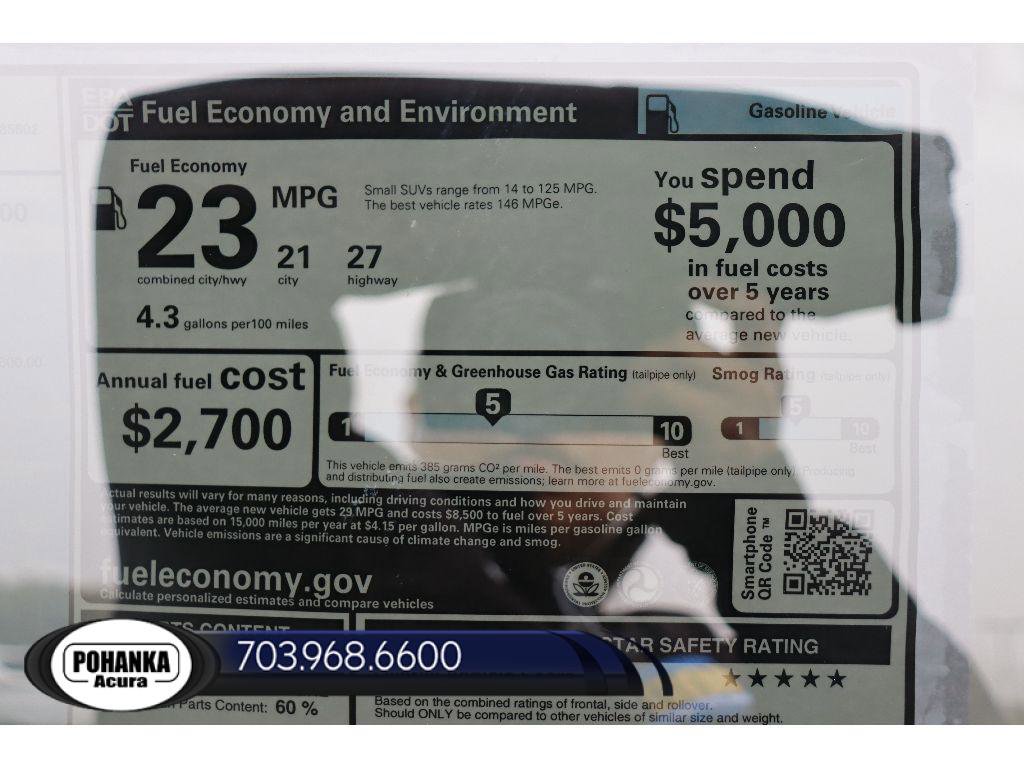 EPA
DOT
Fuel Economy and Environment
Gasoline Vehicle
Fuel Economy
23 MPG
combined city/hwy
21
city
27
highway
Small SUVs range from 14 to 125 MPG.
The best vehicle rates 146 MPGe.
4.3 gallons per 100 miles
You spend
$5,000
in fuel costs
over 5 years
compared to the
average new vehicle.
Annual fuel cost
$2,700
Fuel Economy & Greenhouse Gas Rating (tailpipe only)
1
5
10
Best
Smog Rating (tailpipe only)
1
5
10
Best
This vehicle emits 385 grams CO² per mile. The best emits 0 grams per mile (tailpipe only). Producing
and distributing fuel also create emissions; learn more at fueleconomy.gov.
Actual results will vary for many reasons, including driving conditions and how you drive and maintain
your vehicle. The average new vehicle gets 29 MPG and costs $8,500 to fuel over 5 years. Cost
estimates are based on 15,000 miles per year at $4.15 per gallon. MPGe is miles per gasoline gallon
equivalent. Vehicle emissions are a significant cause of climate change and smog.
fueleconomy.gov
Calculate personalized estimates and compare vehicles
Smartphone
QR Code ™
CONTENT
STAR SAFETY RATING
★★★★★
Parts Content: 60 %
Based on the combined ratings of frontal, side and rollover.
Should ONLY be compared to other vehicles of similar size and weight.
POHANKA
Acura
703.968.6600